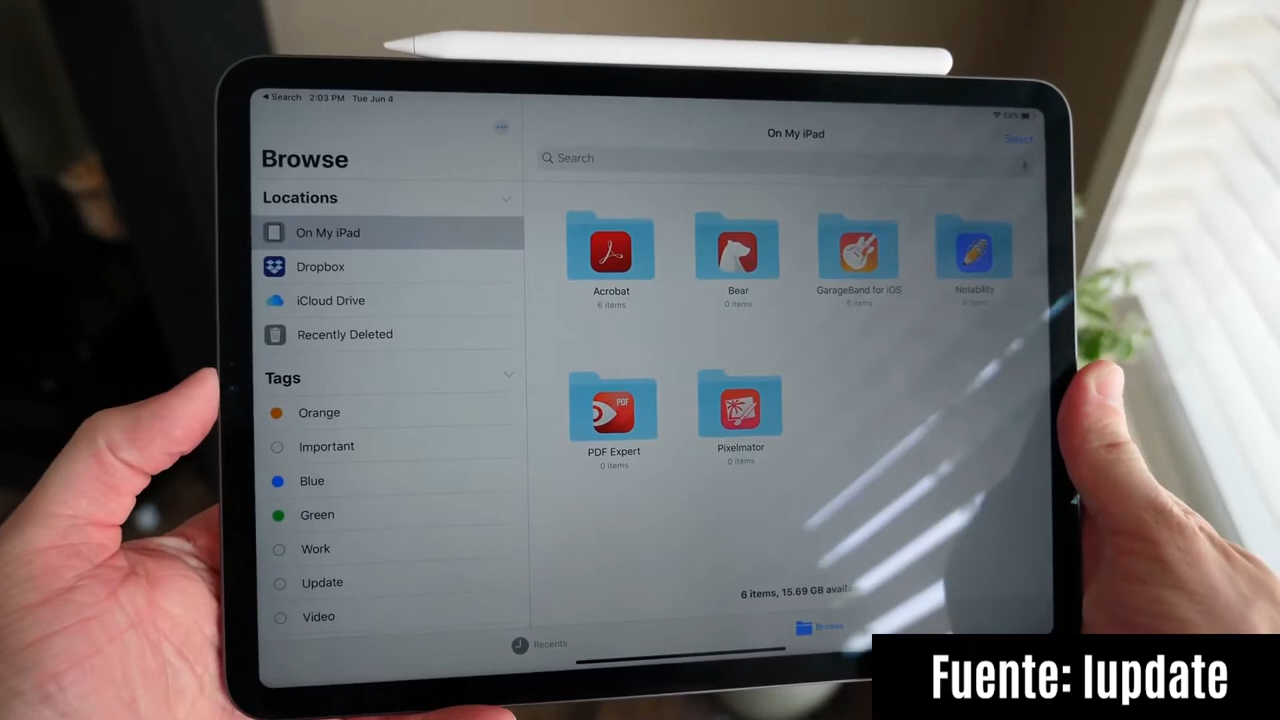 Search 2:03 PM Tue Jun 4
Browse
Locations
On My iPad
Dropbox
iCloud Drive
Recently Deleted
Tags
Orange
Important
Blue
Green
Work
Update
Video
On My iPad
Select
Search
Acrobat
6 items
Bear
0 items
GarageBand for iOS
Notability
PDF
PDF Expert
0 items
Pixelmator
0 items
6 items, 15.69 GB
Recents
Browse
Fuente: Iupdate